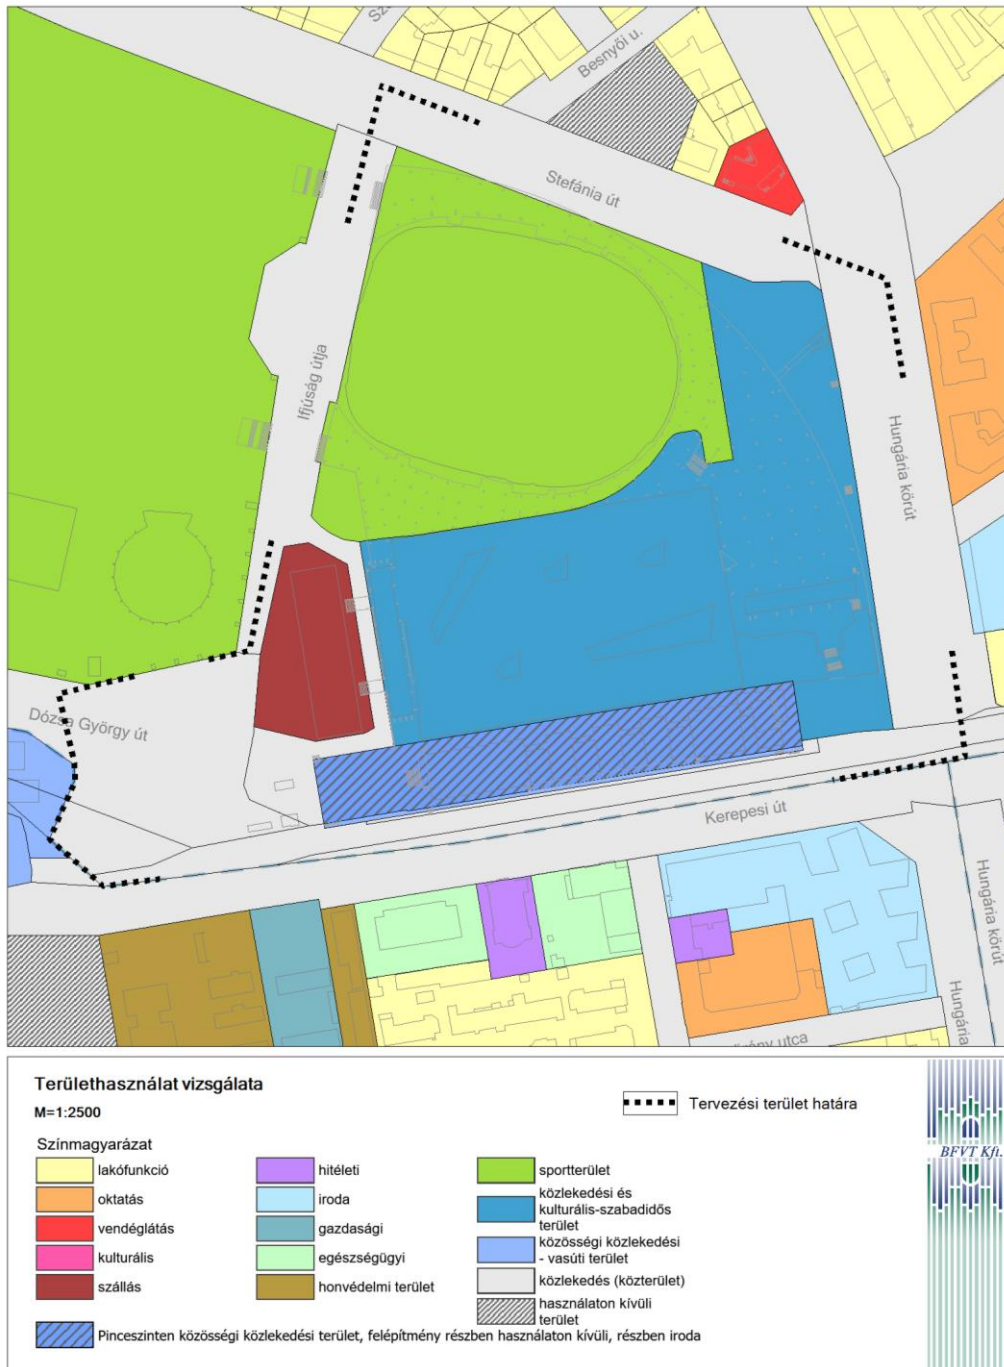 Sz
Besnyői u.
Stefánia út
Ifjúság útja
Hungária körút
Dózsa György út
Kerepesi út
Hungária körút
Hungária
utca
Területhasználat vizsgálata
M=1:2500
Tervezési terület határa
Színmagyarázat
lakófunkció
oktatás
vendéglátás
kulturális
szállás
hitéleti
iroda
gazdasági
egészségügyi
honvédelmi terület
sportterület
közlekedési és
kulturális-szabadidős
terület
közösségi közlekedési
- vasúti terület
közlekedés (közterület)
használaton kívüli
terület
Pinceszinten közösségi közlekedési terület, felépítmény részben használaton kívüli, részben iroda
BFVT Kft.